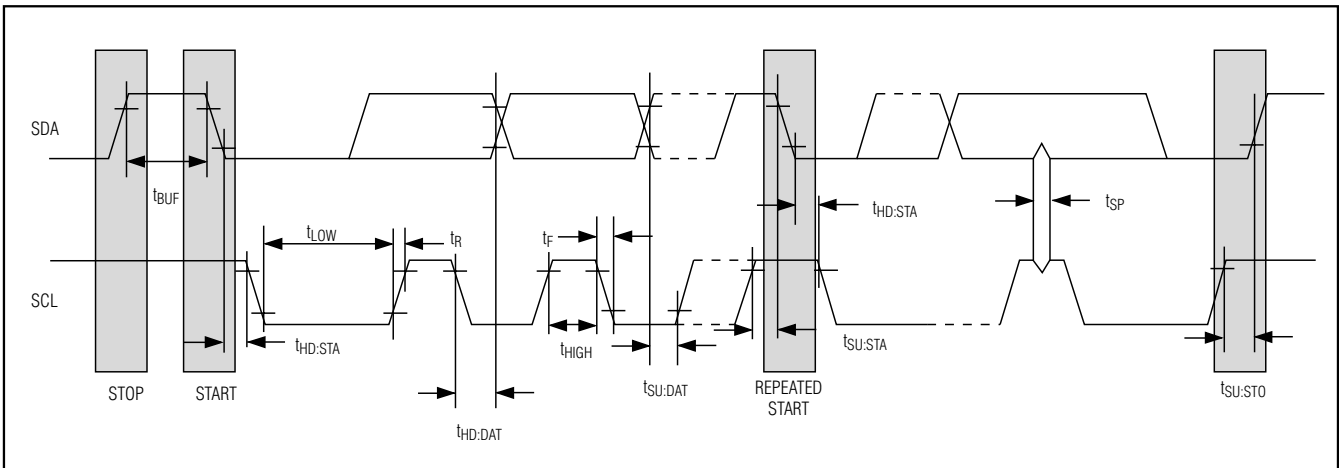 SDA
tBUF
tHD:STA
tSP
tLOW
tR
tF
SCL
tHD:STA
tHIGH
tSU:STA
tSU:DAT
tSU:STO
STOP
START
REPEATED
START
tHD:DAT